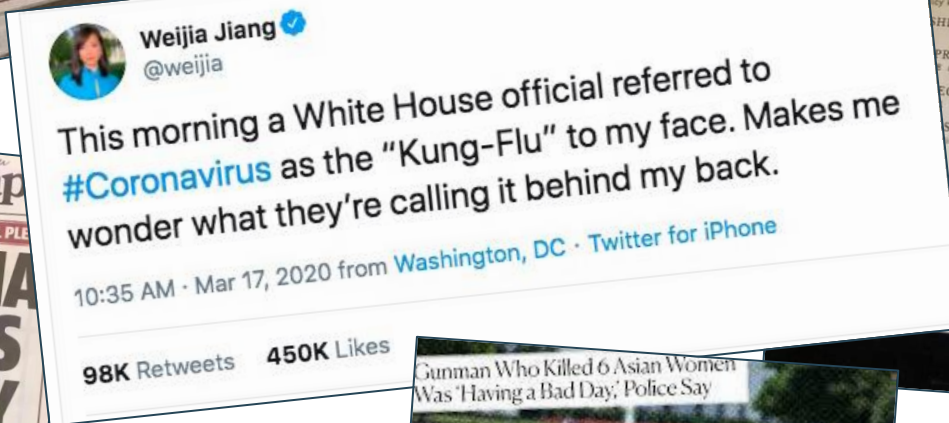 Weijia Jiang
@weijia
This morning a White House official referred to
#Coronavirus as the “Kung-Flu” to my face. Makes me
wonder what they’re calling it behind my back.
10:35 AM · Mar 17, 2020 from Washington, DC · Twitter for iPhone
98K Retweets 450K Likes
Gunman Who Killed 6 Asian Women
Was ‘Having a Bad Day,’ Police Say